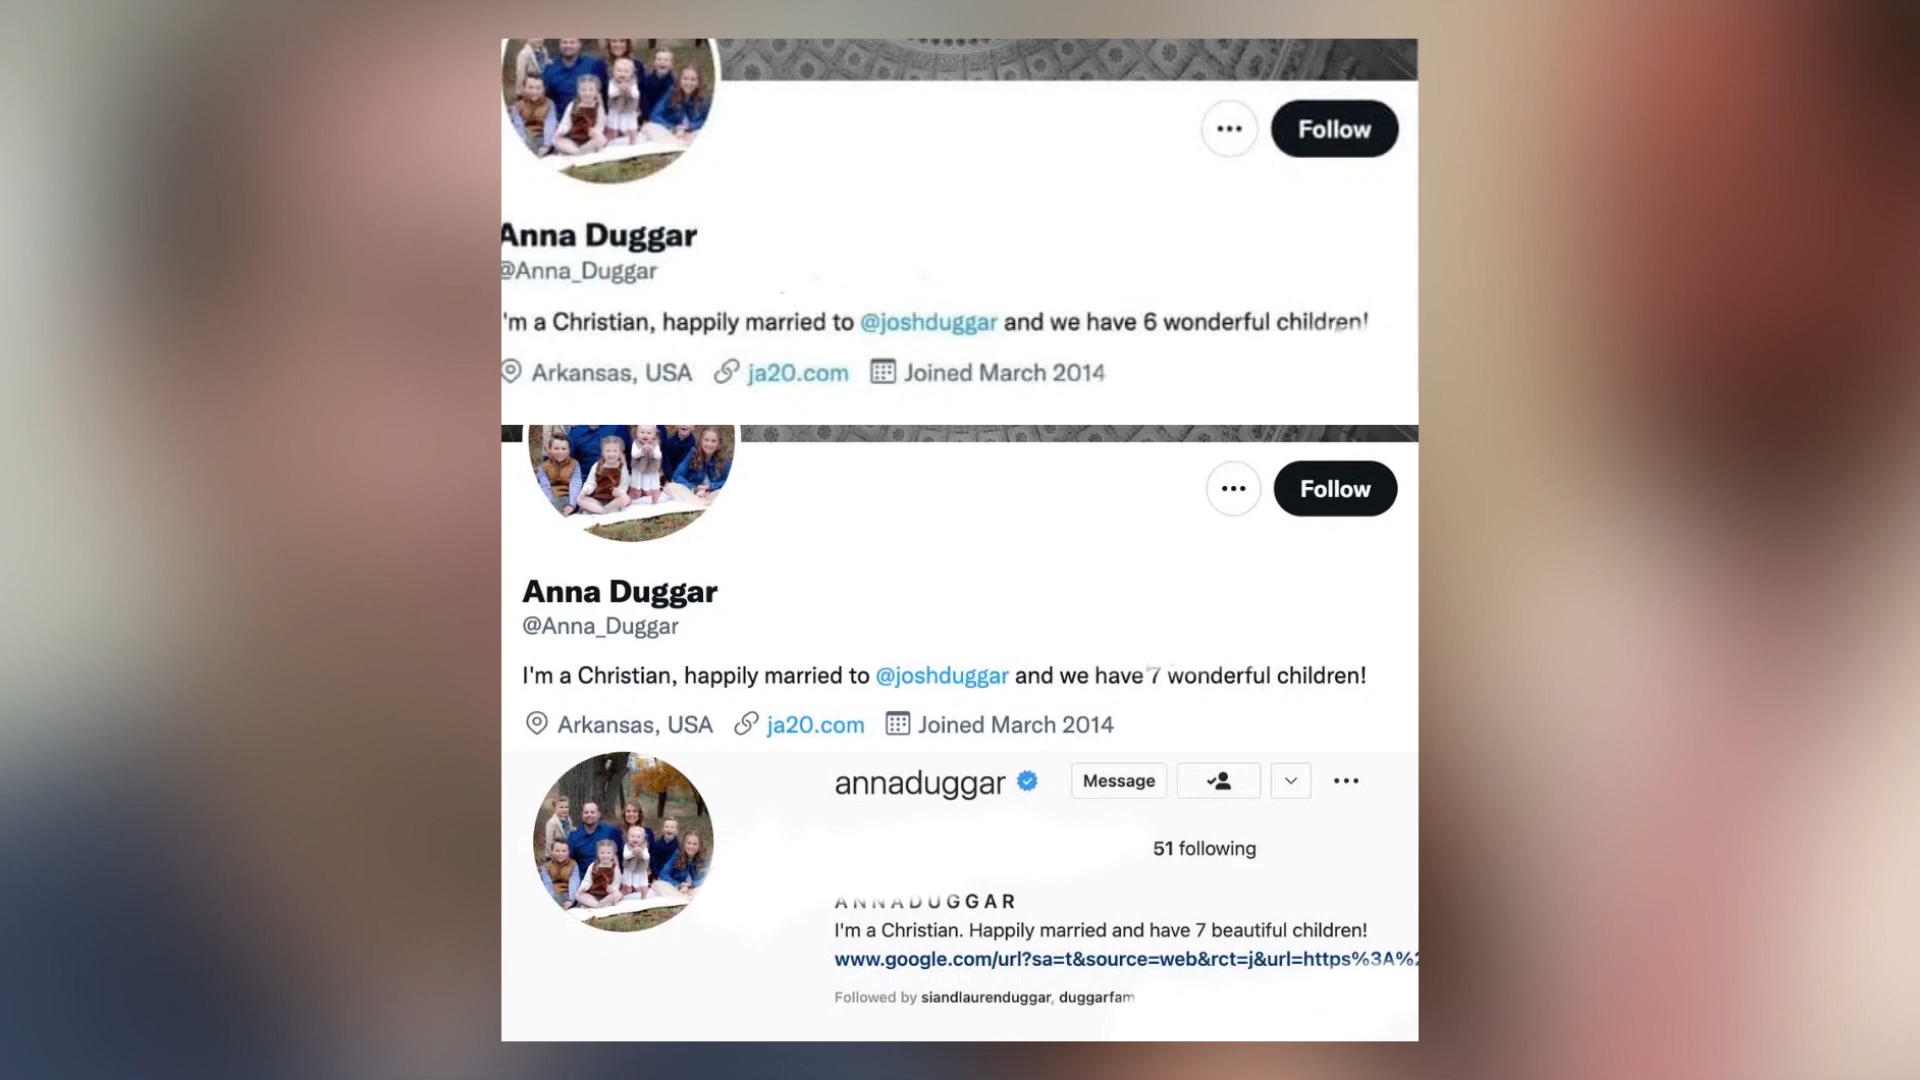 Follow
Anna Duggar
@Anna_Duggar
'm a Christian, happily married to @joshduggar and we have 6 wonderful children!
Arkansas, USA ja20.com Joined March 2014
Follow
Anna Duggar
@Anna_Duggar
I'm a Christian, happily married to @joshduggar and we have 7 wonderful children!
Arkansas, USA ja20.com Joined March 2014
annaduggar Message
51 following
A N N A D U G G A R
I'm a Christian. Happily married and have 7 beautiful children!
www.google.com/url?sa=t&source=web&rct=j&url=https%3A%2
Followed by siandlaurenduggar, duggarfam